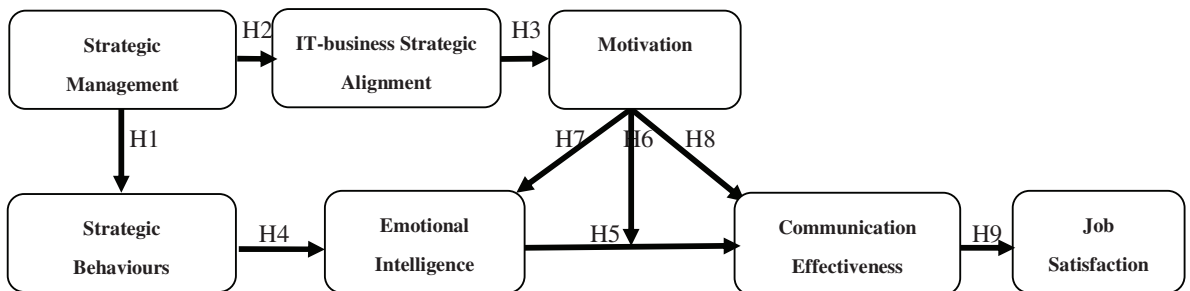 Strategic
Management
H2
IT-business Strategic
Alignment
H3
Motivation
H1
H7
H6
H8
Strategic
Behaviours
H4
Emotional
Intelligence
H5
Communication
Effectiveness
H9
Job
Satisfaction